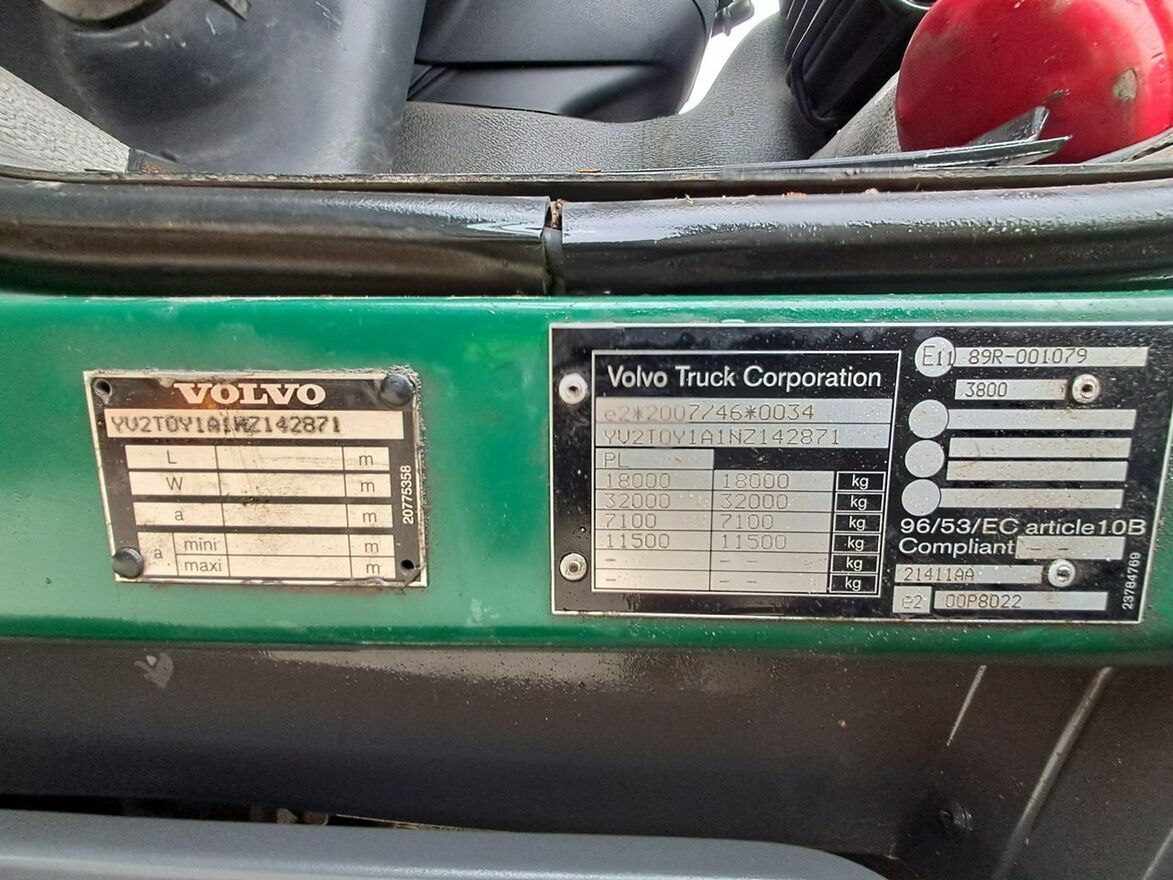 VOLVO
YV2T0Y1A1NZ142871
L m
W m
a m
a mini m
maxi m
20775358
Volvo Truck Corporation
e2*2007/46*0034
YV2T0Y1A1NZ142871
PL
18000 18000 kg
32000 32000 kg
7100 7100 kg
11500 11500 kg
-- -- kg
-- -- kg
E11 89R-001079
3800
96/53/EC article 10B
Compliant --
21411AA
e2 00P8022
23784769